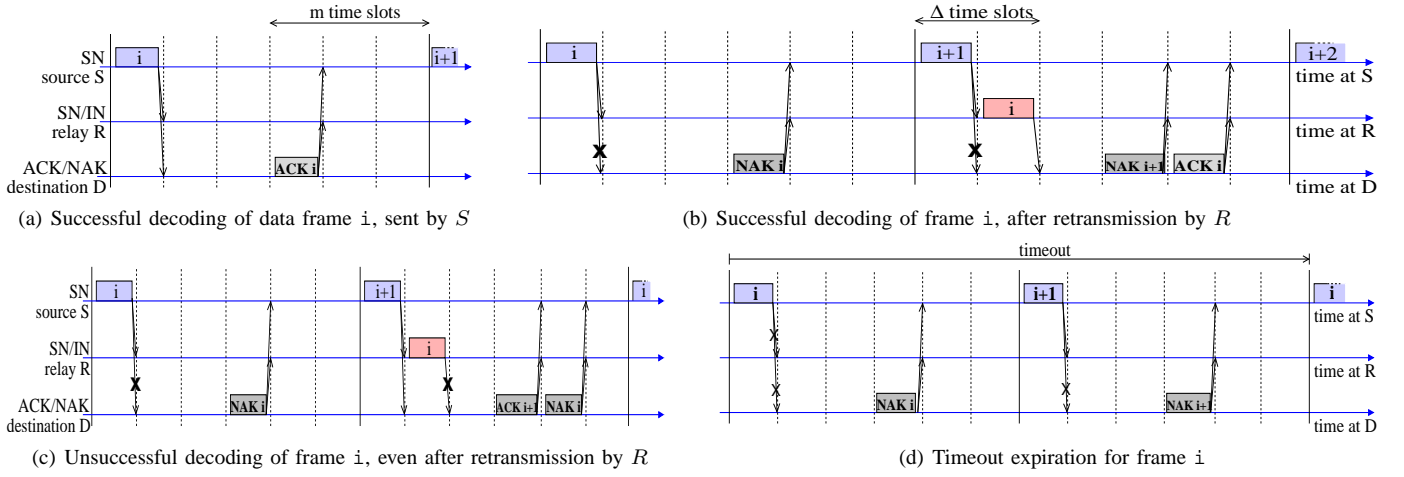 m time slots
SN
source S
SN/IN
relay R
ACK/NAK
destination D
i
i+1
ACK i
(a) Successful decoding of data frame i, sent by S
Δ time slots
i
i+1
i+2
time at S
i
X
X
time at R
NAK i
NAK i+1
ACK i
time at D
(b) Successful decoding of frame i, after retransmission by R
SN
source S
SN/IN
relay R
ACK/NAK
destination D
i
i+1
i
i
X
X
NAK i
ACK i+1
NAK i
(c) Unsuccessful decoding of frame i, even after retransmission by R
timeout
i
i+1
i
time at S
X
X
X
time at R
NAK i
NAK i+1
time at D
(d) Timeout expiration for frame i